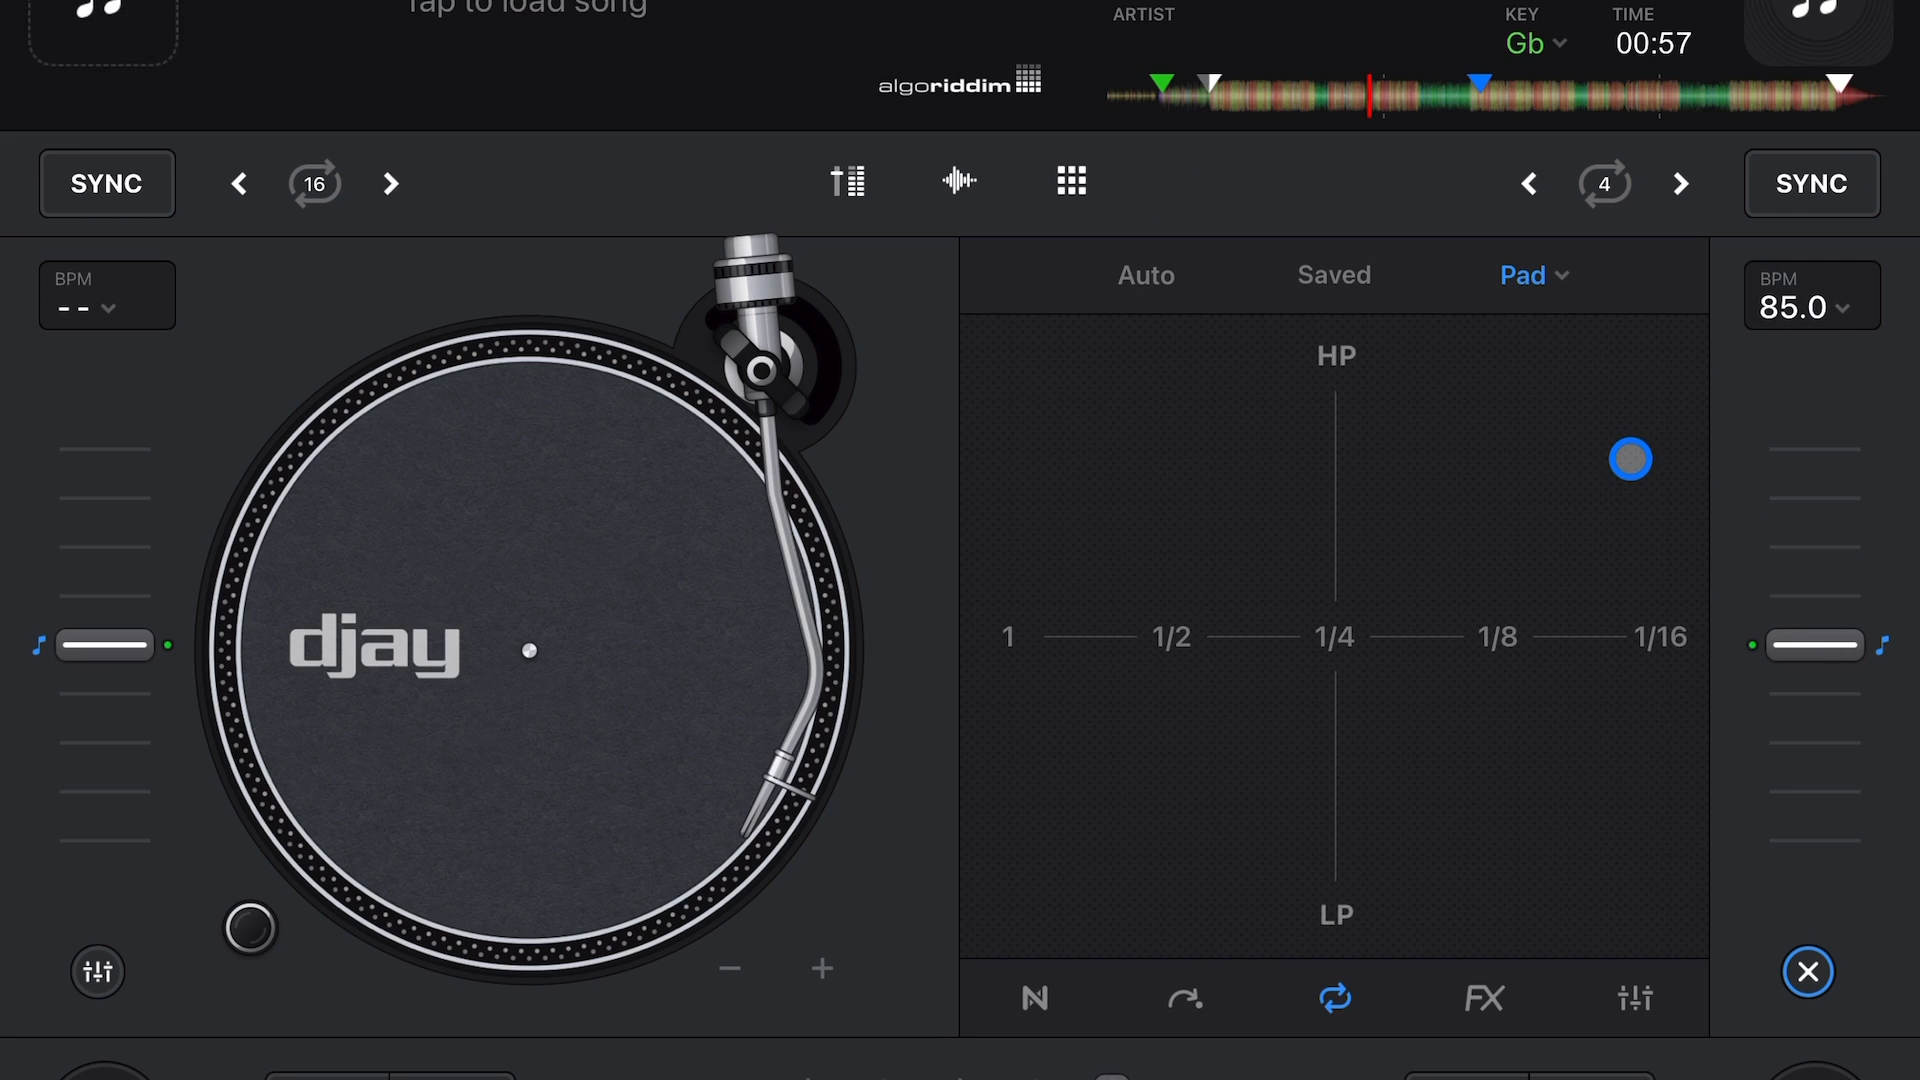 Tap to load song
ARTIST
KEY
TIME
Gb
00:57
algoriddim
SYNC
16
4
SYNC
BPM
--
Auto
Saved
Pad
BPM
85.0
HP
djay
1
1/2
1/4
1/8
1/16
LP
FX